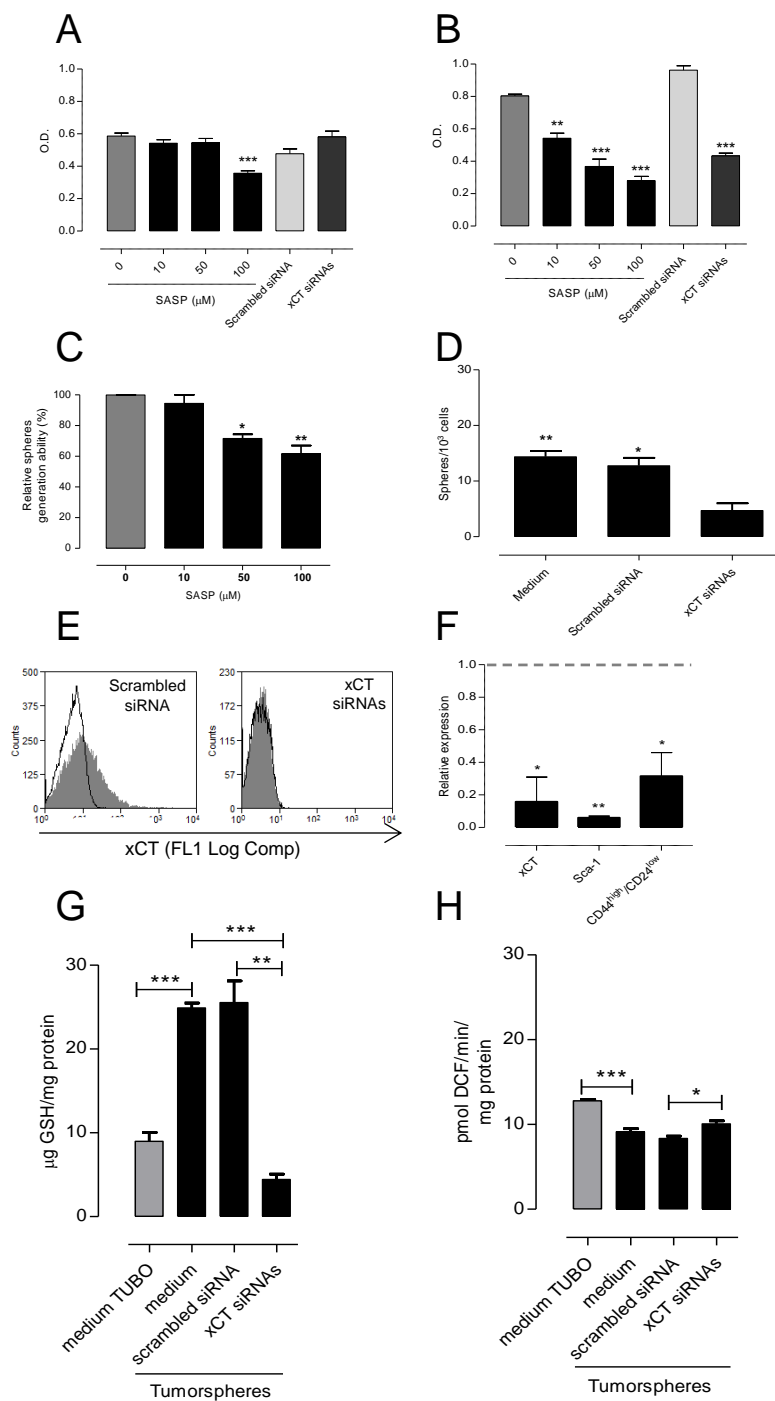 A
1.0
0.8
0.6
0.4
0.2
0.0
O.D.
***
0
10
50
100
Scrambled siRNA
xCT siRNAs
SASP (μM)
B
1.0
0.8
0.6
0.4
0.2
0.0
O.D.
**
***
***
***
0
10
50
100
Scrambled siRNA
xCT siRNAs
SASP (μM)
C
100
80
60
40
20
0
Relative spheres
generation ability (%)
*
**
0
10
50
100
SASP (μM)
D
30
20
10
0
Spheres/10³ cells
**
*
Medium
Scrambled siRNA
xCT siRNAs
E
500
375
250
125
0
Counts
Scrambled
siRNA
10⁰
10¹
10²
10³
10⁴
230
172
115
57
0
Counts
xCT
siRNAs
10⁰
10¹
10²
10³
10⁴
xCT (FL1 Log Comp)
F
1.0
0.8
0.6
0.4
0.2
0.0
Relative expression
*
**
*
xCT
Sca-1
CD44ʰⁱᵍʰ/CD24ˡᵒʷ
G
30
20
10
0
μg GSH/mg protein
***
***
**
medium TUBO
medium
scrambled siRNA
xCT siRNAs
Tumorspheres
H
30
20
10
0
pmol DCF/min/
mg protein
***
*
medium TUBO
medium
scrambled siRNA
xCT siRNAs
Tumorspheres